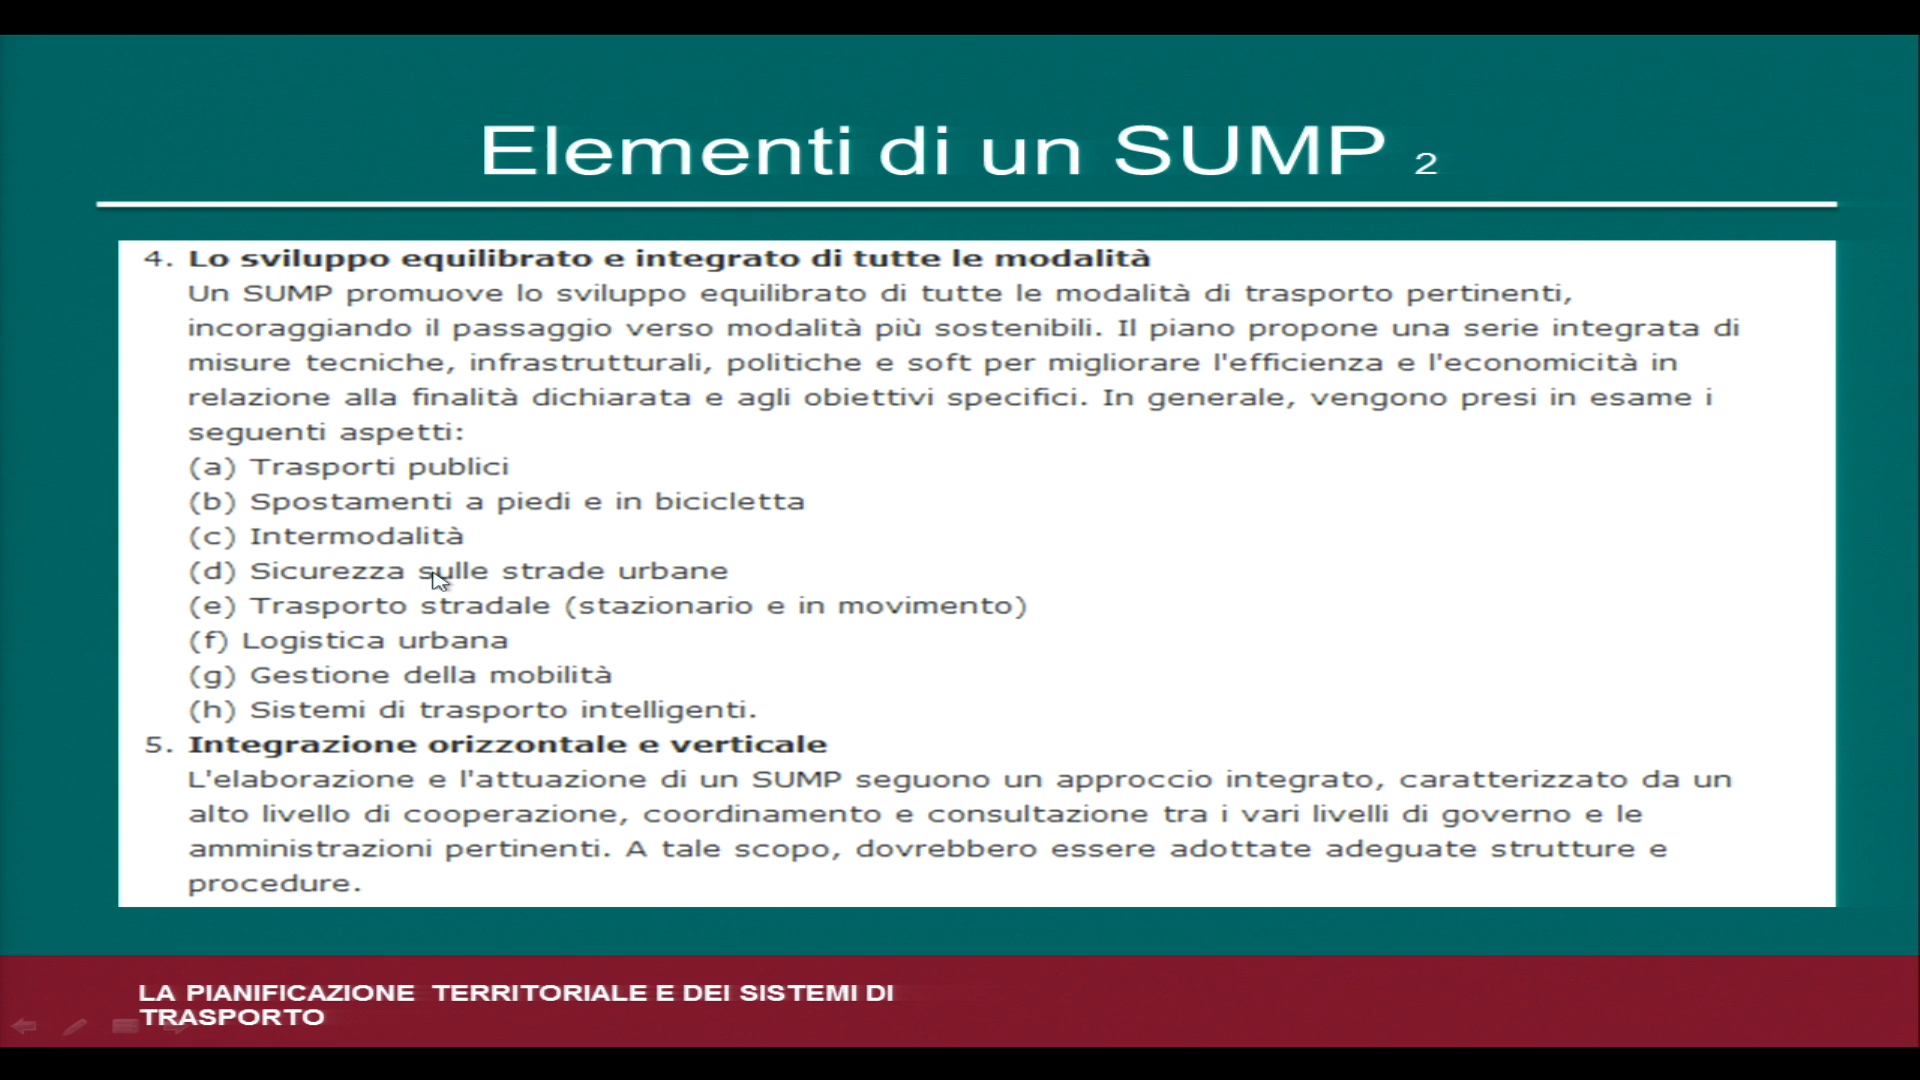 Elementi di un SUMP 2
4. Lo sviluppo equilibrato e integrato di tutte le modalità
Un SUMP promuove lo sviluppo equilibrato di tutte le modalità di trasporto pertinenti,
incoraggiando il passaggio verso modalità più sostenibili. Il piano propone una serie integrata di
misure tecniche, infrastrutturali, politiche e soft per migliorare l'efficienza e l'economicità in
relazione alla finalità dichiarata e agli obiettivi specifici. In generale, vengono presi in esame i
seguenti aspetti:
(a) Trasporti publici
(b) Spostamenti a piedi e in bicicletta
(c) Intermodalità
(d) Sicurezza sulle strade urbane
(e) Trasporto stradale (stazionario e in movimento)
(f) Logistica urbana
(g) Gestione della mobilità
(h) Sistemi di trasporto intelligenti.
5. Integrazione orizzontale e verticale
L'elaborazione e l'attuazione di un SUMP seguono un approccio integrato, caratterizzato da un
alto livello di cooperazione, coordinamento e consultazione tra i vari livelli di governo e le
amministrazioni pertinenti. A tale scopo, dovrebbero essere adottate adeguate strutture e
procedure.
LA PIANIFICAZIONE TERRITORIALE E DEI SISTEMI DI
TRASPORTO